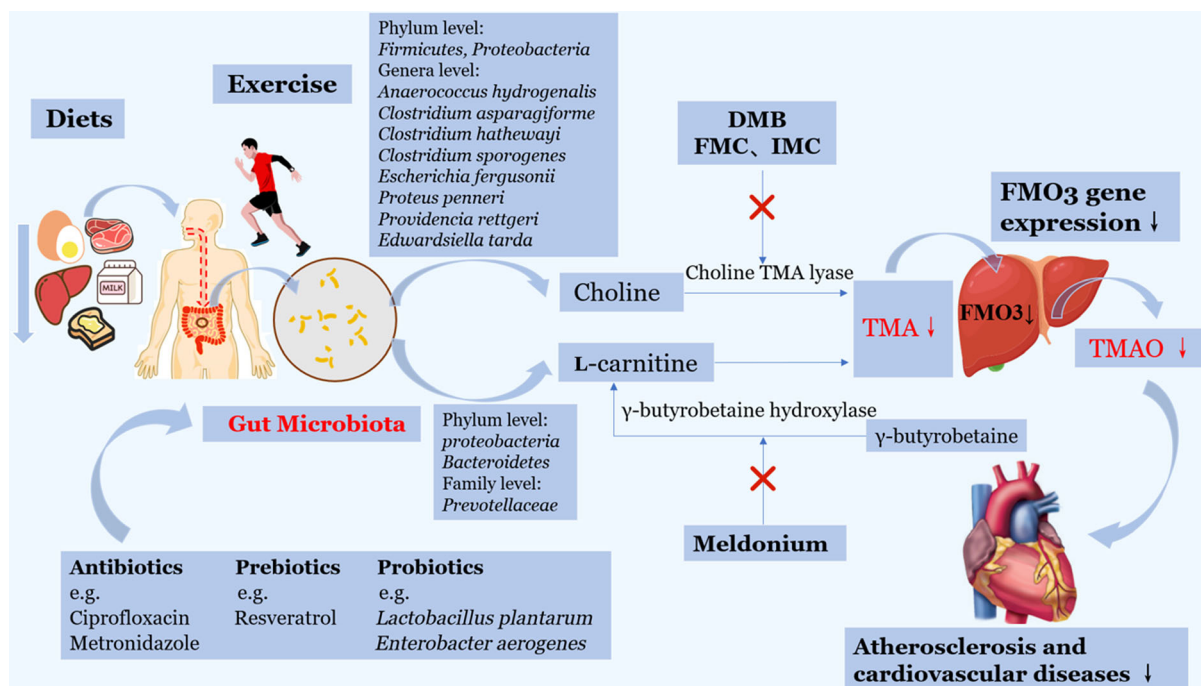 Diets
MILK
Exercise
Phylum level:
Firmicutes, Proteobacteria
Genera level:
Anaerococcus hydrogenalis
Clostridium asparagiforme
Clostridium hathewayi
Clostridium sporogenes
Escherichia fergusonii
Proteus penneri
Providencia rettgeri
Edwardsiella tarda
DMB
FMC、IMC
Choline
Choline TMA lyase
TMA ↓
FMO3 gene
expression ↓
FMO3↓
TMAO ↓
L-carnitine
γ-butyrobetaine hydroxylase
γ-butyrobetaine
Gut Microbiota
Phylum level:
proteobacteria
Bacteroidetes
Family level:
Prevotellaceae
Meldonium
Antibiotics
e.g.
Ciprofloxacin
Metronidazole
Prebiotics
e.g.
Resveratrol
Probiotics
e.g.
Lactobacillus plantarum
Enterobacter aerogenes
Atherosclerosis and
cardiovascular diseases ↓